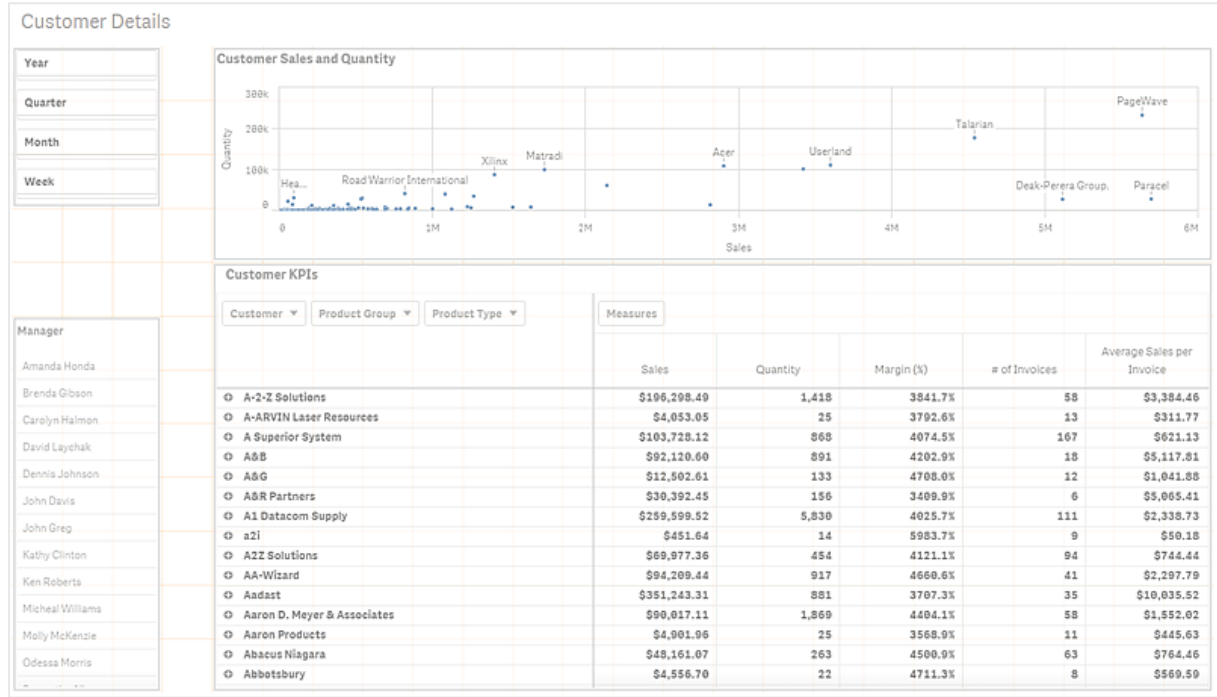 Customer Details
Year
Quarter
Month
Week
Customer Sales and Quantity
300k
200k
100k
0
Quantity
PageWave
Talarian
Acer
Userland
Xilinx
Matradi
Hea...
Road Warrior International
Deak-Perera Group.
Paracel
0 1M 2M 3M 4M 5M 6M
Sales
Manager
Amanda Honda
Brenda Gibson
Carolyn Halmon
David Laychak
Dennis Johnson
John Davis
John Greg
Kathy Clinton
Ken Roberts
Micheal Williams
Molly McKenzie
Odessa Morris
Customer KPIs
Customer Product Group Product Type Measures
Sales Quantity Margin (%) # of Invoices Average Sales per Invoice
A-2-Z Solutions $196,298.49 1,418 3841.7% 58 $3,384.46
A-ARVIN Laser Resources $4,053.05 25 3792.6% 13 $311.77
A Superior System $103,728.12 868 4074.5% 167 $621.13
A&B $92,120.60 891 4202.9% 18 $5,117.81
A&G $12,502.61 133 4708.0% 12 $1,041.88
A&R Partners $30,392.45 156 3409.9% 6 $5,065.41
A1 Datacom Supply $259,599.52 5,830 4025.7% 111 $2,338.73
a2i $451.64 14 5983.7% 9 $50.18
A2Z Solutions $69,977.36 454 4121.1% 94 $744.44
AA-Wizard $94,209.44 917 4660.6% 41 $2,297.79
Aadast $351,243.31 881 3707.3% 35 $10,035.52
Aaron D. Meyer & Associates $90,017.11 1,869 4404.1% 58 $1,552.02
Aaron Products $4,901.96 25 3568.9% 11 $445.63
Abacus Niagara $48,161.07 263 4500.9% 63 $764.46
Abbotsbury $4,556.70 22 4711.3% 8 $569.59